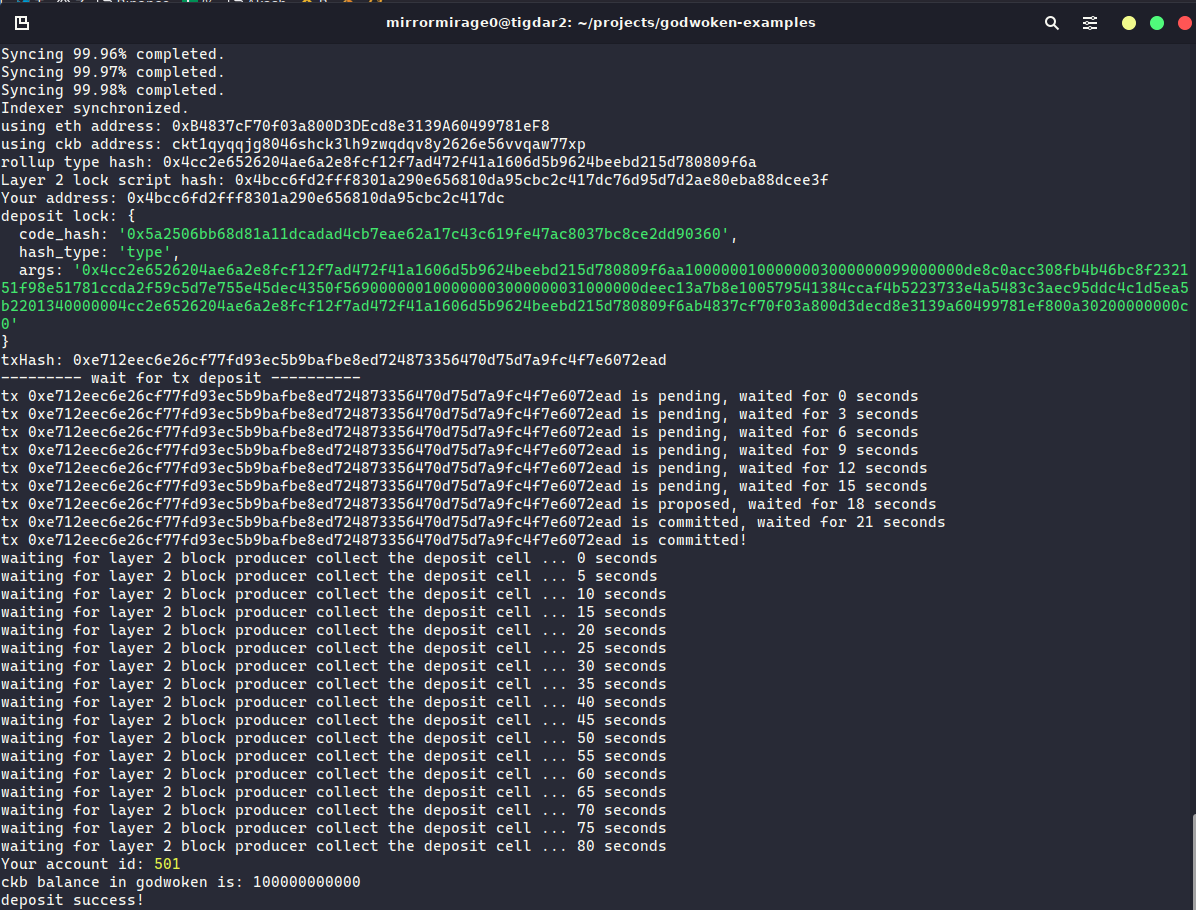 mirrormirage0@tigdar2: ~/projects/godwoken-examples
Syncing 99.96% completed.
Syncing 99.97% completed.
Syncing 99.98% completed.
Indexer synchronized.
using eth address: 0xB4837cF70f03a800D3DEcd8e3139A60499781eF8
using ckb address: ckt1qyqqjg8046shck3lh9zwqdqv8y2626e56vvqaw77xp
rollup type hash: 0x4cc2e6526204ae6a2e8fcf12f7ad472f41a1606d5b9624beebd215d780809f6a
Layer 2 lock script hash: 0x4bcc6fd2fff8301a290e656810da95cbc2c417dc76d95d7d2ae80eba88dcee3f
Your address: 0x4bcc6fd2fff8301a290e656810da95cbc2c417dc
deposit lock: {
  code_hash: '0x5a2506bb68d81a11dcadad4cb7eae62a17c43c619fe47ac8037bc8ce2dd90360',
  hash_type: 'type',
  args: '0x4cc2e6526204ae6a2e8fcf12f7ad472f41a1606d5b9624beebd215d780809f6aa1000000100000003000000099000000de8c0acc308fb4b46bc8f232
151f98e51781ccda2f59c5d7e755e45dec4350f5690000000100000003000000031000000deec13a7b8e100579541384ccaf4b5223733e4a5483c3aec95ddc4c1d5ea5
b2201340000004cc2e6526204ae6a2e8fcf12f7ad472f41a1606d5b9624beebd215d780809f6ab4837cf70f03a800d3decd8e3139a60499781ef800a30200000000c
0'
}
txHash: 0xe712eec6e26cf77fd93ec5b9bafbe8ed724873356470d75d7a9fc4f7e6072ead
--------- wait for tx deposit ----------
tx 0xe712eec6e26cf77fd93ec5b9bafbe8ed724873356470d75d7a9fc4f7e6072ead is pending, waited for 0 seconds
tx 0xe712eec6e26cf77fd93ec5b9bafbe8ed724873356470d75d7a9fc4f7e6072ead is pending, waited for 3 seconds
tx 0xe712eec6e26cf77fd93ec5b9bafbe8ed724873356470d75d7a9fc4f7e6072ead is pending, waited for 6 seconds
tx 0xe712eec6e26cf77fd93ec5b9bafbe8ed724873356470d75d7a9fc4f7e6072ead is pending, waited for 9 seconds
tx 0xe712eec6e26cf77fd93ec5b9bafbe8ed724873356470d75d7a9fc4f7e6072ead is pending, waited for 12 seconds
tx 0xe712eec6e26cf77fd93ec5b9bafbe8ed724873356470d75d7a9fc4f7e6072ead is pending, waited for 15 seconds
tx 0xe712eec6e26cf77fd93ec5b9bafbe8ed724873356470d75d7a9fc4f7e6072ead is proposed, waited for 18 seconds
tx 0xe712eec6e26cf77fd93ec5b9bafbe8ed724873356470d75d7a9fc4f7e6072ead is committed, waited for 21 seconds
tx 0xe712eec6e26cf77fd93ec5b9bafbe8ed724873356470d75d7a9fc4f7e6072ead is committed!
waiting for layer 2 block producer collect the deposit cell ... 0 seconds
waiting for layer 2 block producer collect the deposit cell ... 5 seconds
waiting for layer 2 block producer collect the deposit cell ... 10 seconds
waiting for layer 2 block producer collect the deposit cell ... 15 seconds
waiting for layer 2 block producer collect the deposit cell ... 20 seconds
waiting for layer 2 block producer collect the deposit cell ... 25 seconds
waiting for layer 2 block producer collect the deposit cell ... 30 seconds
waiting for layer 2 block producer collect the deposit cell ... 35 seconds
waiting for layer 2 block producer collect the deposit cell ... 40 seconds
waiting for layer 2 block producer collect the deposit cell ... 45 seconds
waiting for layer 2 block producer collect the deposit cell ... 50 seconds
waiting for layer 2 block producer collect the deposit cell ... 55 seconds
waiting for layer 2 block producer collect the deposit cell ... 60 seconds
waiting for layer 2 block producer collect the deposit cell ... 65 seconds
waiting for layer 2 block producer collect the deposit cell ... 70 seconds
waiting for layer 2 block producer collect the deposit cell ... 75 seconds
waiting for layer 2 block producer collect the deposit cell ... 80 seconds
Your account id: 501
ckb balance in godwoken is: 100000000000
deposit success!